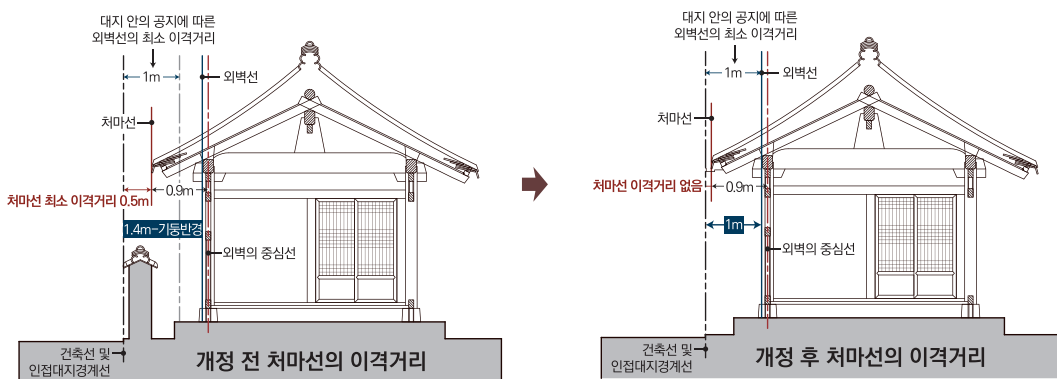 대지 안의 공지에 따른
외벽선의 최소 이격거리
1m
외벽선
처마선
0.9m
처마선 최소 이격거리 0.5m
1.4m-기둥반경
외벽의 중심선
건축선 및
인접대지경계선
개정 전 처마선의 이격거리
대지 안의 공지에 따른
외벽선의 최소 이격거리
1m
외벽선
처마선
처마선 이격거리 없음
0.9m
1m
외벽의 중심선
건축선 및
인접대지경계선
개정 후 처마선의 이격거리